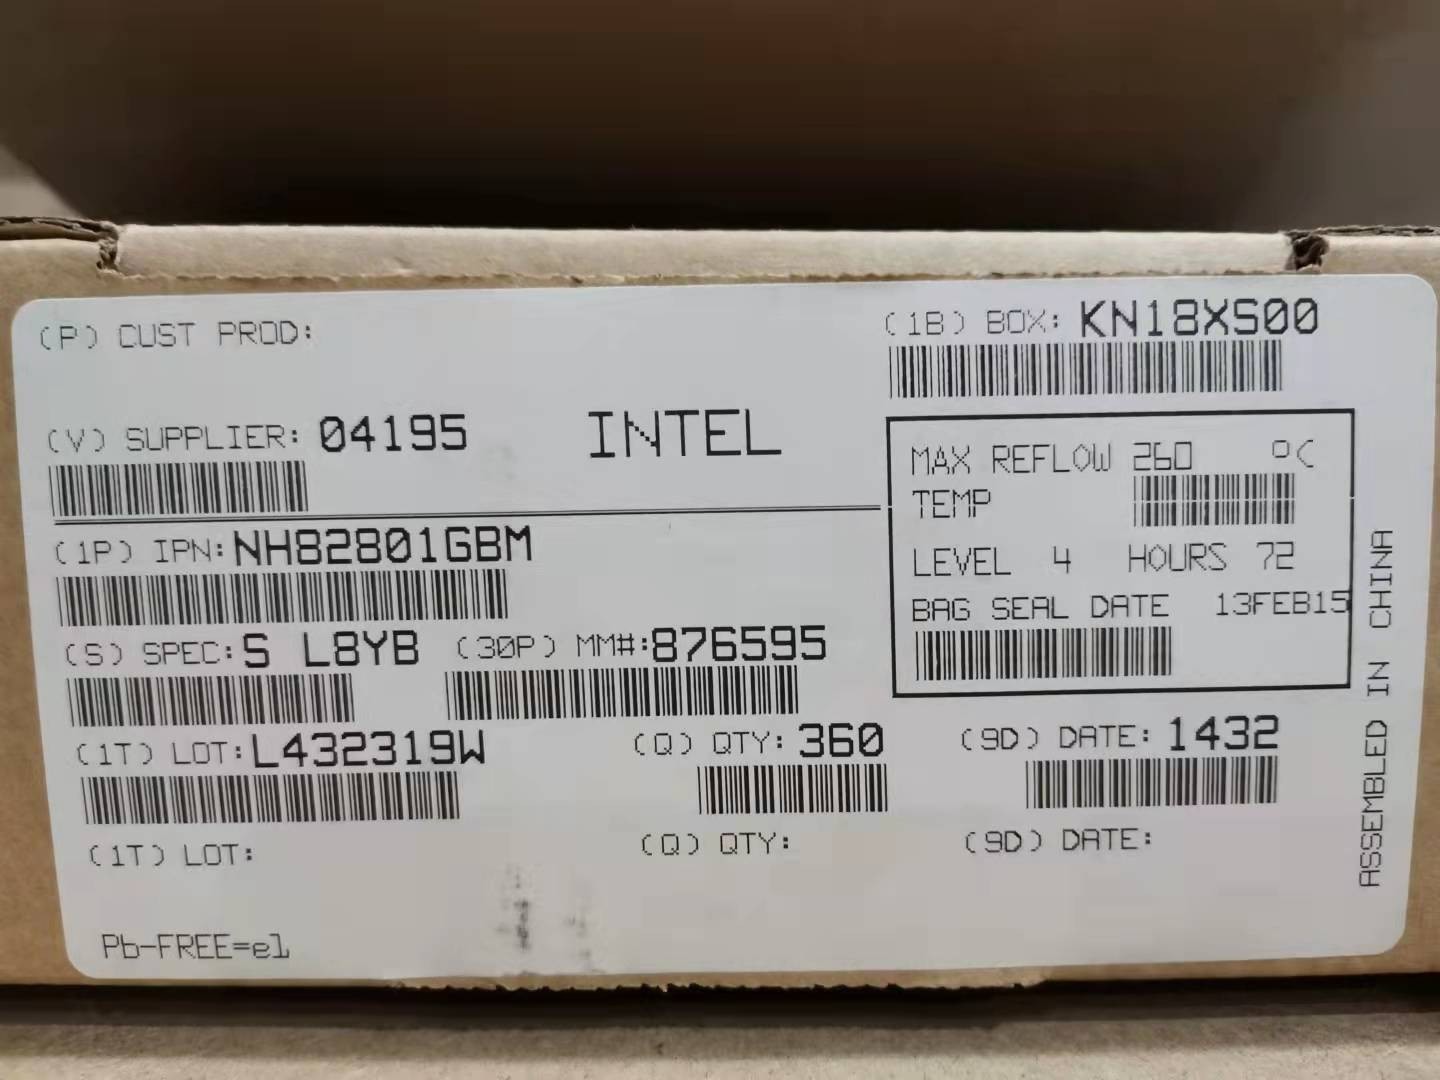 (P) CUST PROD:
(1B) BOX: KN18XS00
(V) SUPPLIER: 04195
INTEL
MAX REFLOW 260 °C
TEMP
LEVEL 4 HOURS 72
BAG SEAL DATE 13FEB15
(1P) IPN:NH82801GBM
(S) SPEC:S L8YB (30P) MM#:876595
(1T) LOT:L432319W (Q) QTY:360 (9D) DATE:1432
(1T) LOT: (Q) QTY: (9D) DATE:
Pb-FREE=e1
ASSEMBLED IN CHINA